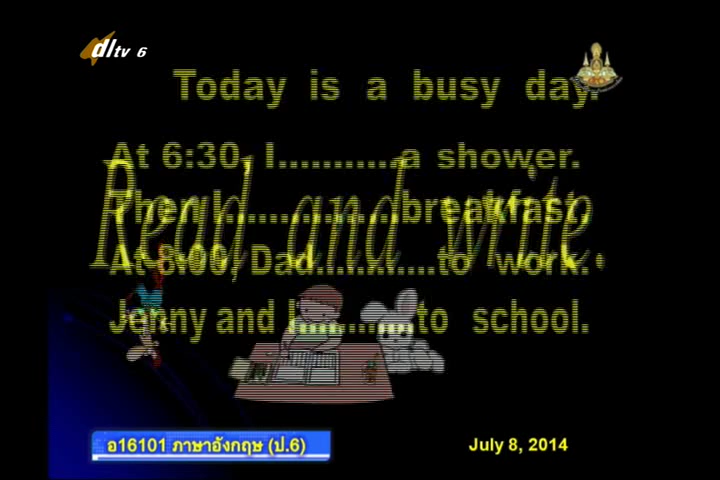 dltv 6
Today is a busy day.
At 6:30, I...........a shower.
Then I.................breakfast.
Read and write.
At 8:00, Dad...........to work.
Jenny and I...........to school.
อ16101 ภาษาอังกฤษ (ป.6)
July 8, 2014